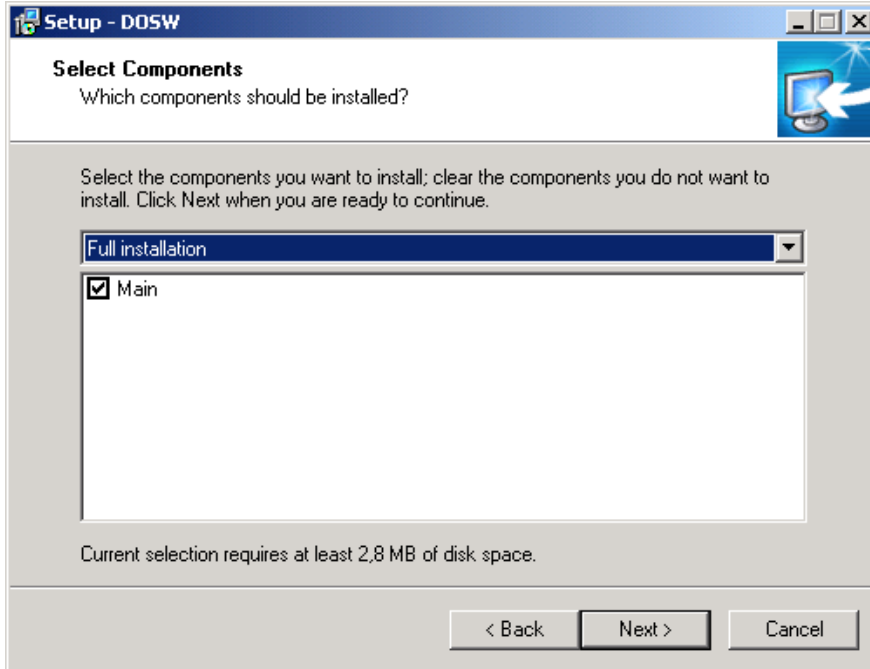 Setup - DOSW
Select Components
Which components should be installed?
Select the components you want to install; clear the components you do not want to
install. Click Next when you are ready to continue.
Full installation
Main
Current selection requires at least 2,8 MB of disk space.
< Back
Next >
Cancel